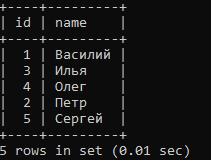 +----+---------+
| id | name    |
+----+---------+
|  1 | Василий |
|  3 | Илья    |
|  4 | Олег    |
|  2 | Петр    |
|  5 | Сергей  |
+----+---------+
5 rows in set (0.01 sec)